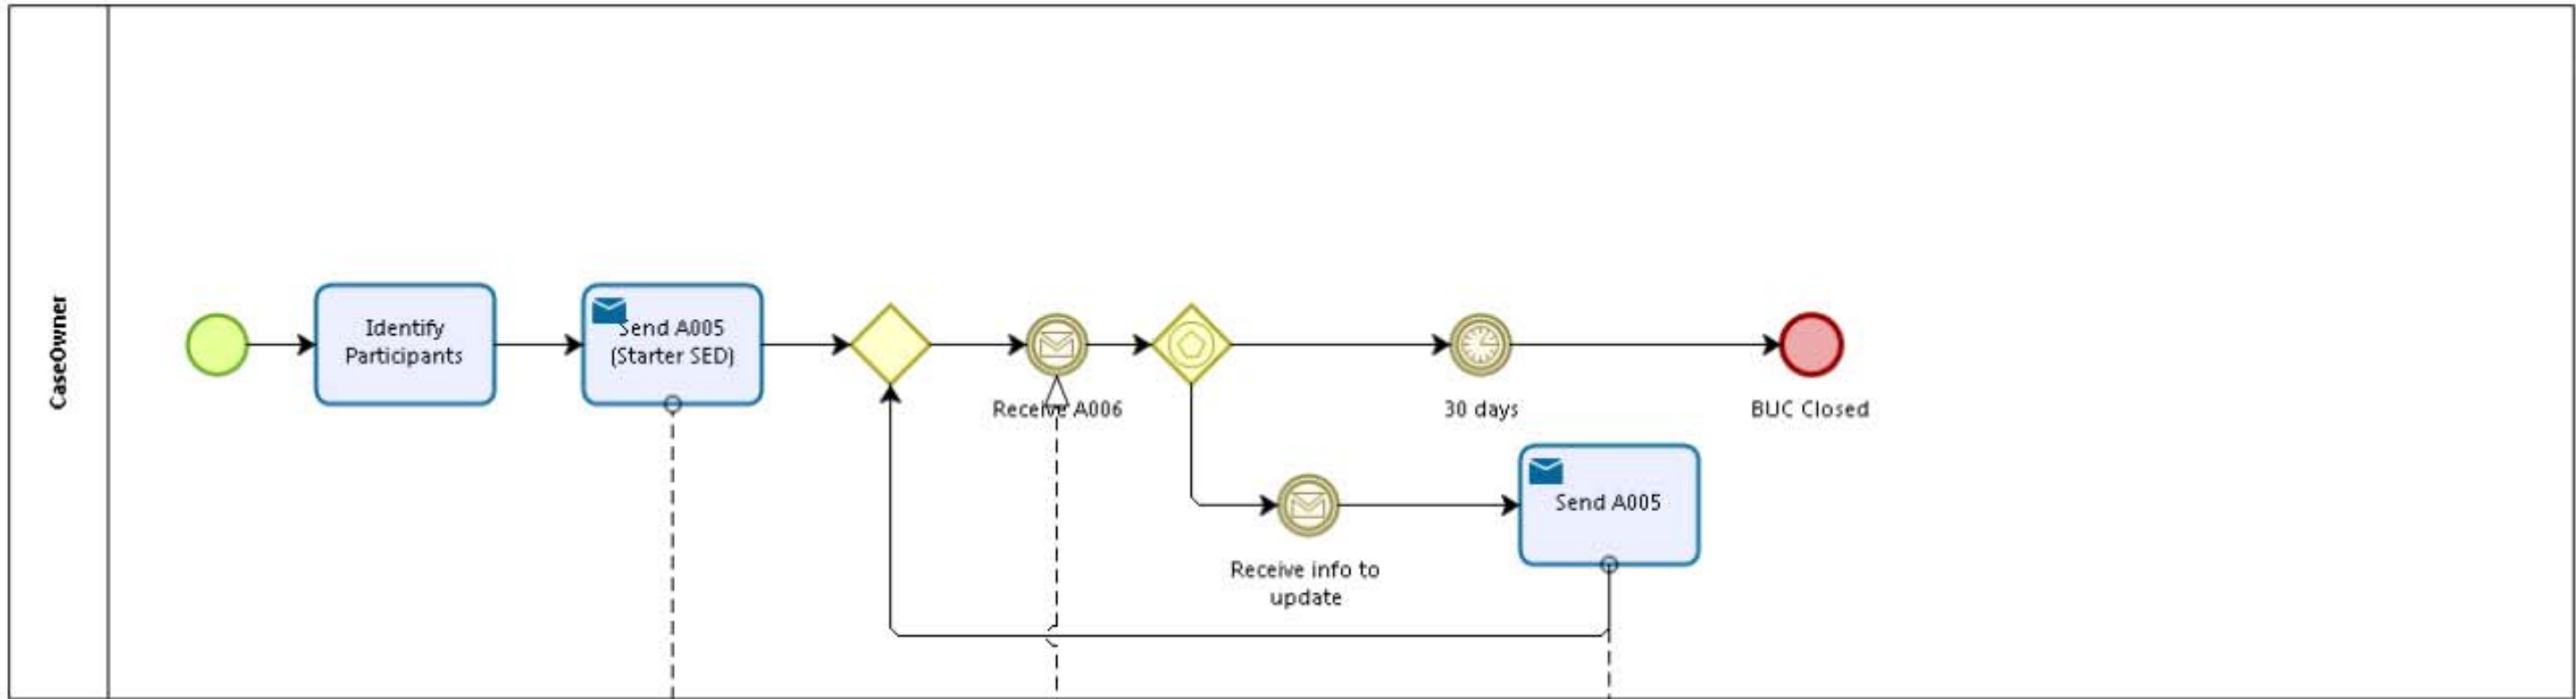 CaseOwner
Identify
Participants
Send A005
(Starter SED)
Receive A006
30 days
BUC Closed
Receive info to
update
Send A005